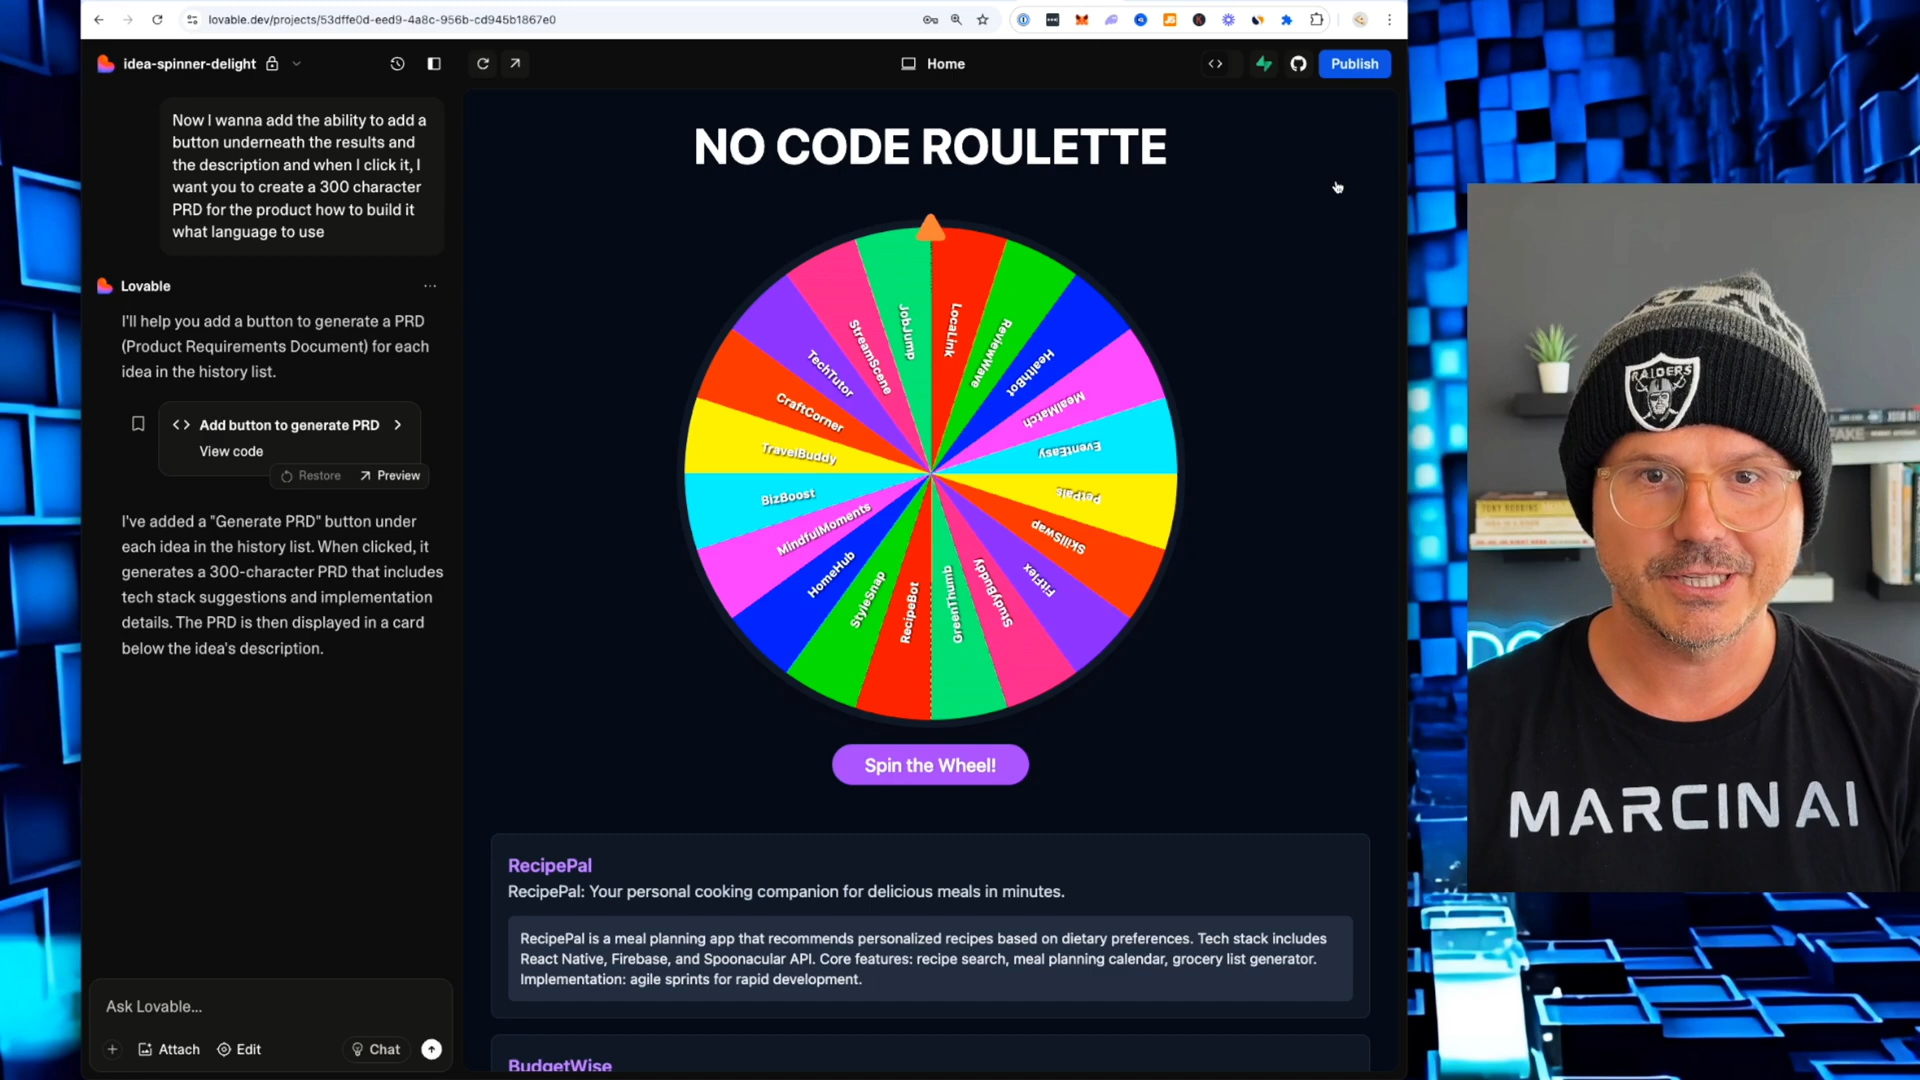 lovable.dev/projects/53dffe0d-eed9-4a8c-956b-cd945b1867e0
idea-spinner-delight
Home
Publish
Now I wanna add the ability to add a
button underneath the results and
the description and when I click it, I
want you to create a 300 character
PRD for the product how to build it
what language to use
Lovable
I'll help you add a button to generate a PRD
(Product Requirements Document) for each
idea in the history list.
Add button to generate PRD
View code
Restore
Preview
I've added a "Generate PRD" button under
each idea in the history list. When clicked, it
generates a 300-character PRD that includes
tech stack suggestions and implementation
details. The PRD is then displayed in a card
below the idea's description.
Ask Lovable...
Attach
Edit
Chat
NO CODE ROULETTE
LocaLink
ReviewWave
HealthBot
MealMatch
EventEasy
PetPals
SkillSwap
FitFlex
StudyBuddy
GreenThumb
RecipeBot
StyleSnap
HomeHub
MindfulMoments
BizBoost
TravelBuddy
CraftCorner
TechTutor
StreamScene
JobJump
Spin the Wheel!
RecipePal
RecipePal: Your personal cooking companion for delicious meals in minutes.
RecipePal is a meal planning app that recommends personalized recipes based on dietary preferences. Tech stack includes
React Native, Firebase, and Spoonacular API. Core features: recipe search, meal planning calendar, grocery list generator.
Implementation: agile sprints for rapid development.
BudgetWise
RAIDERS
TONY ROBBINS
MARCIN AI